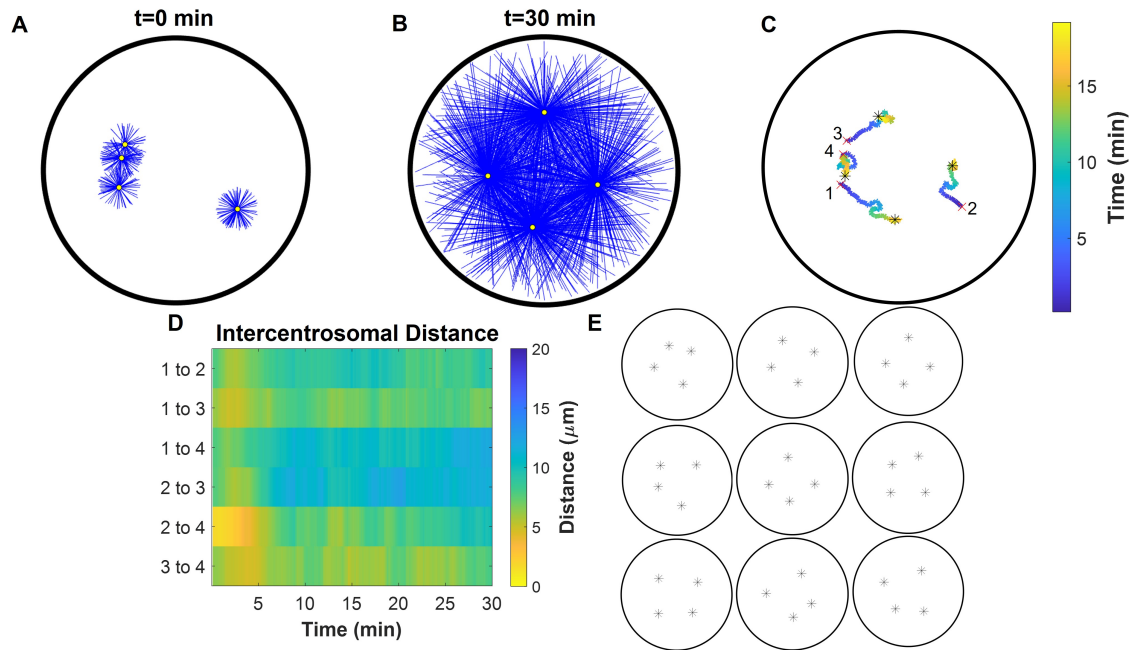 A
t=0 min
B
t=30 min
C
3
4
1
2
15
10
5
Time (min)
D
Intercentrosomal Distance
1 to 2
1 to 3
1 to 4
2 to 3
2 to 4
3 to 4
5
10
15
20
25
30
Time (min)
20
15
10
5
0
Distance (μm)
E